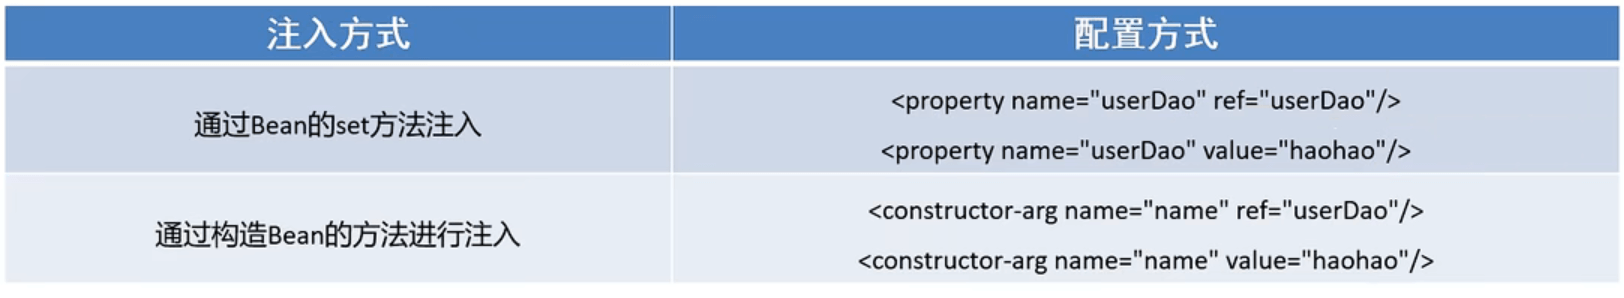 注入方式
配置方式
通过Bean的set方法注入
<property name="userDao" ref="userDao"/>
<property name="userDao" value="haohao"/>
通过构造Bean的方法进行注入
<constructor-arg name="name" ref="userDao"/>
<constructor-arg name="name" value="haohao"/>